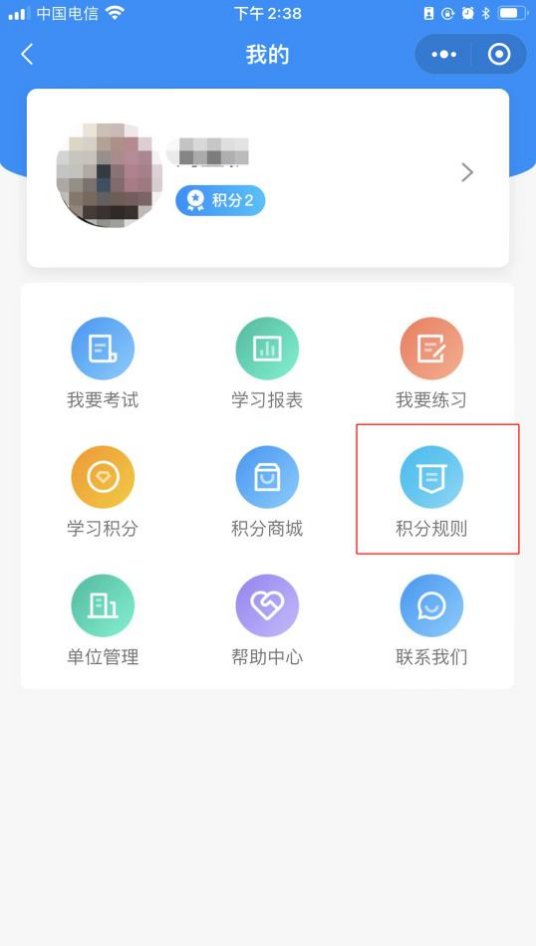 中国电信
下午2:38
我的
积分2
我要考试
学习报表
我要练习
学习积分
积分商城
积分规则
单位管理
帮助中心
联系我们